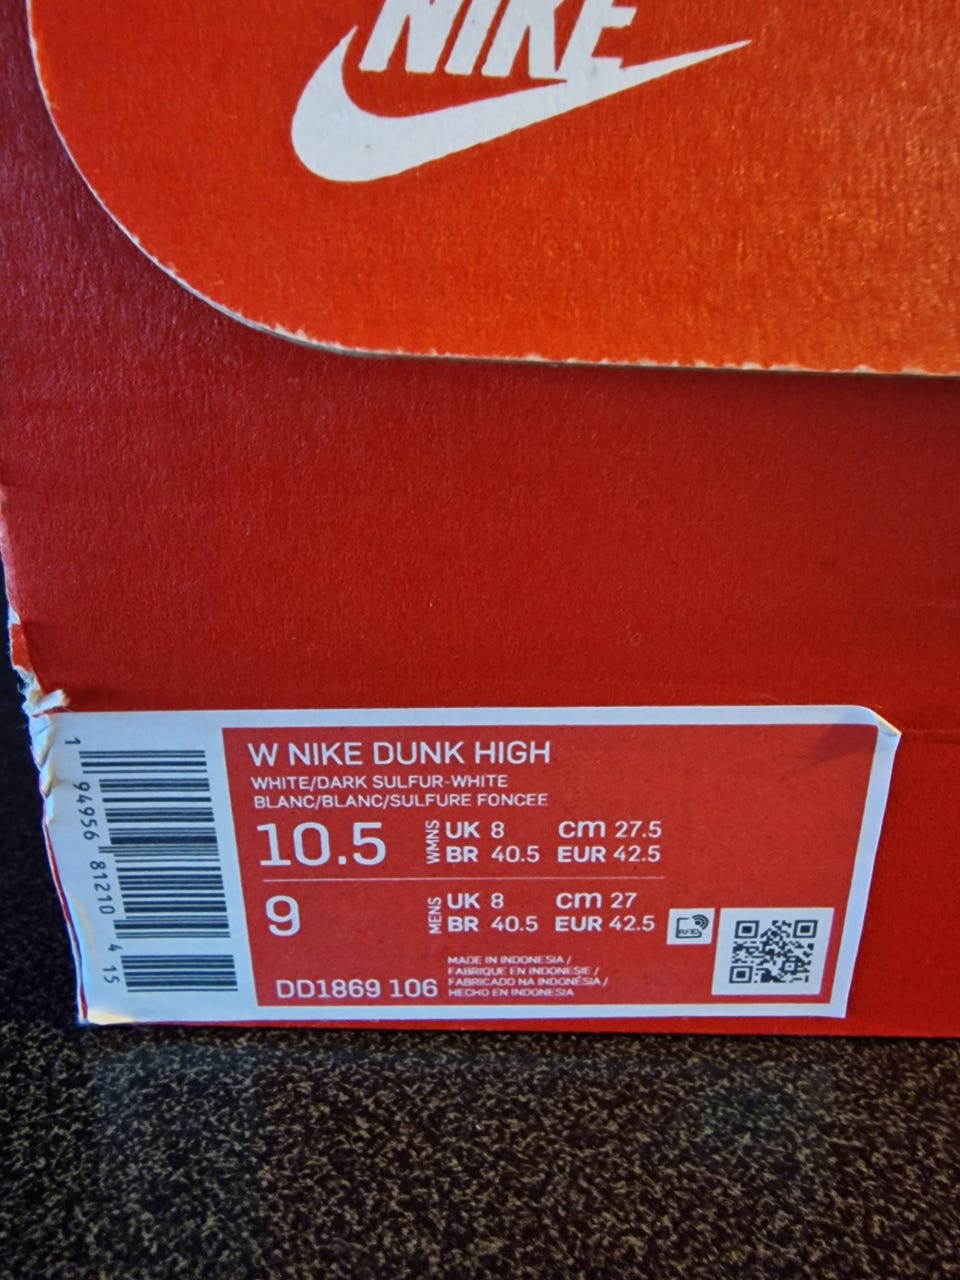 NIKE
W NIKE DUNK HIGH
WHITE/DARK SULFUR-WHITE
BLANC/BLANC/SULFURE FONCEE
10.5 WMNS UK 8 cm 27.5
BR 40.5 EUR 42.5
9 MENS UK 8 cm 27
BR 40.5 EUR 42.5
RFID
DD1869 106
MADE IN INDONESIA /
FABRIQUE EN INDONESIE /
FABRICADO NA INDONÉSIA /
HECHO EN INDONESIA
1 94956 81210 4 15